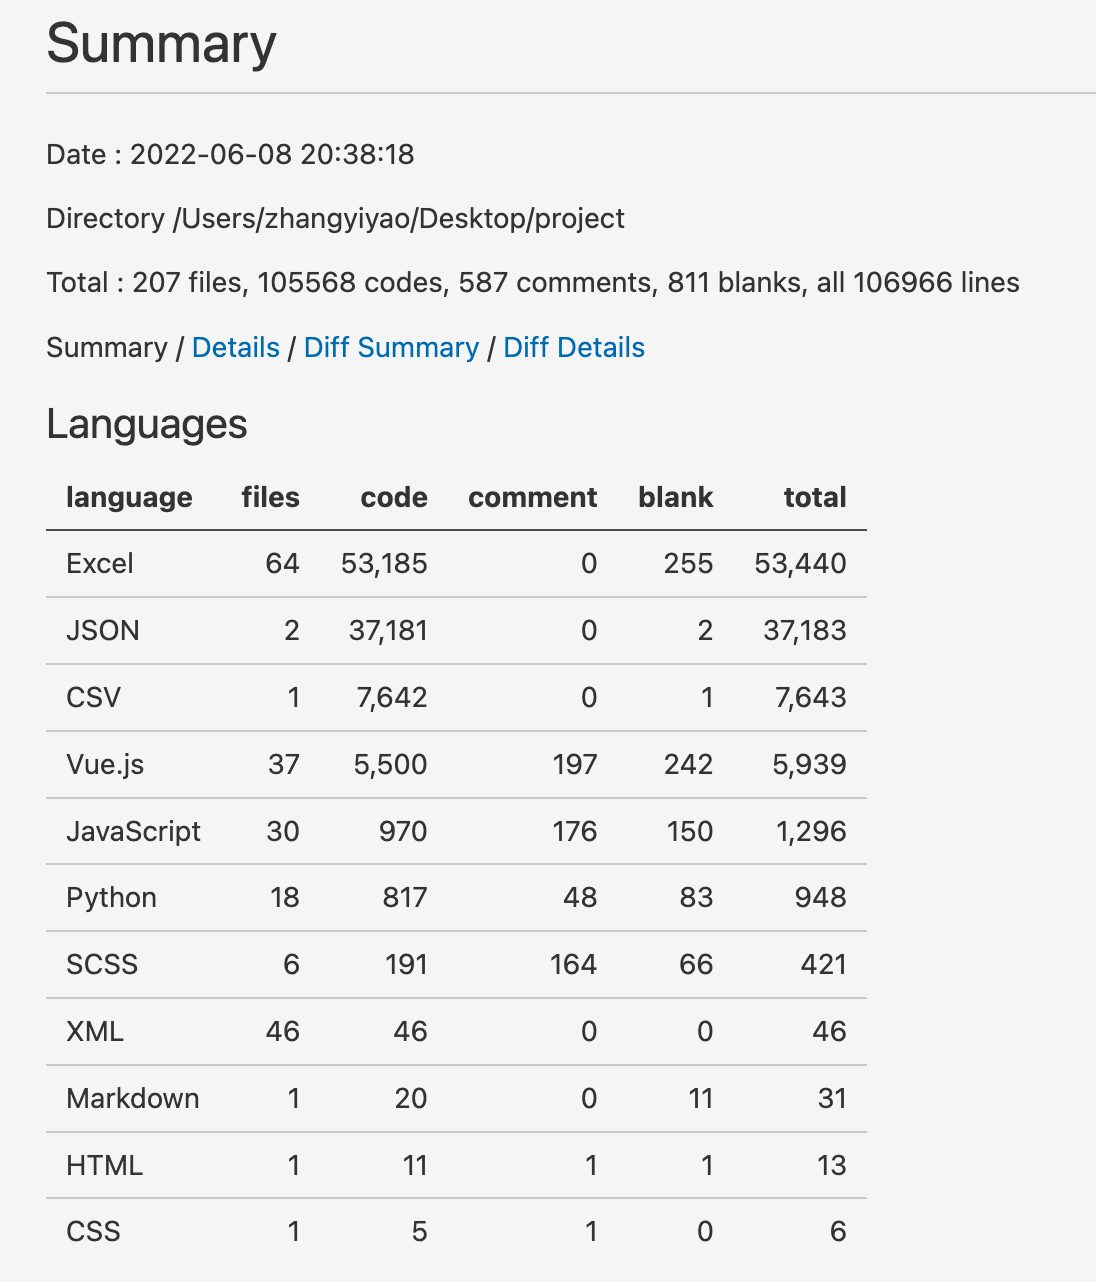 Summary
Date : 2022-06-08 20:38:18
Directory /Users/zhangyiyao/Desktop/project
Total : 207 files, 105568 codes, 587 comments, 811 blanks, all 106966 lines
Summary / Details / Diff Summary / Diff Details
Languages
language files code comment blank total
Excel 64 53,185 0 255 53,440
JSON 2 37,181 0 2 37,183
CSV 1 7,642 0 1 7,643
Vue.js 37 5,500 197 242 5,939
JavaScript 30 970 176 150 1,296
Python 18 817 48 83 948
SCSS 6 191 164 66 421
XML 46 46 0 0 46
Markdown 1 20 0 11 31
HTML 1 11 1 1 13
CSS 1 5 1 0 6